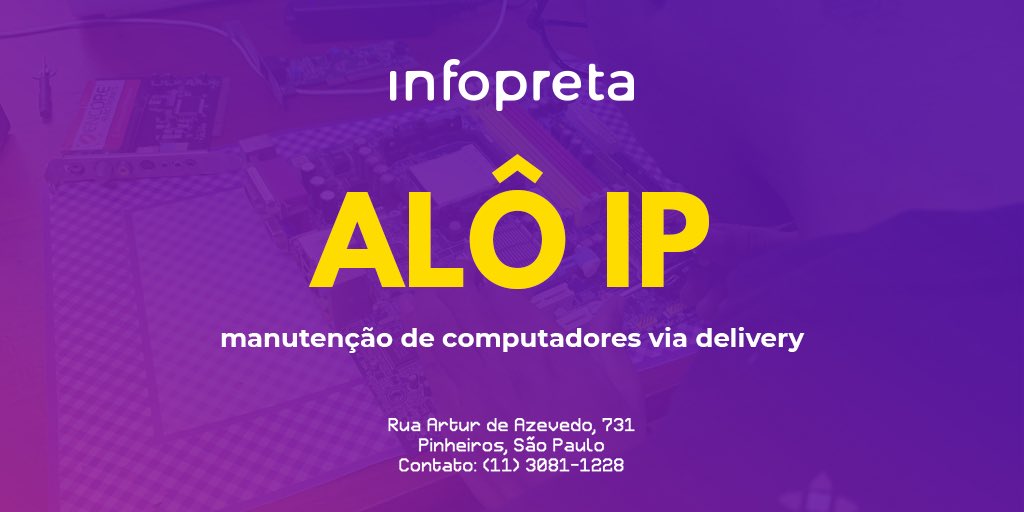 infopreta
ALÔ IP
manutenção de computadores via delivery
Rua Artur de Azevedo, 731
Pinheiros, São Paulo
Contato: (11) 3081-1228